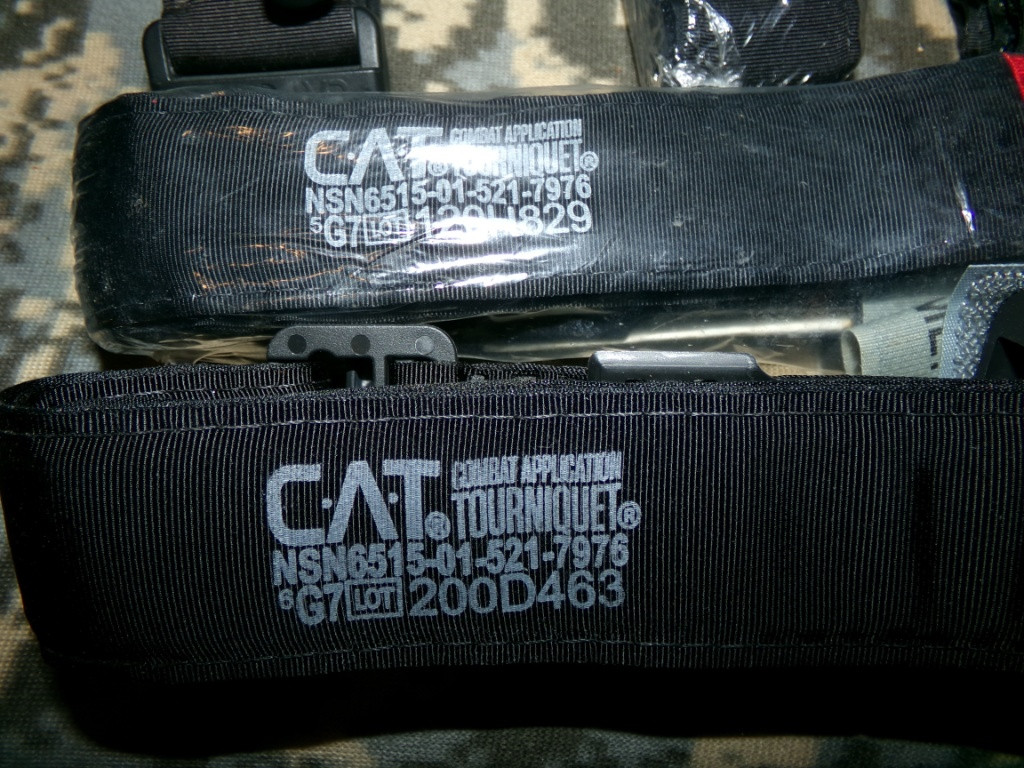 C·A·T® COMBAT APPLICATION
TOURNIQUET®
NSN6515-01-521-7976
5G7 LOT 129H829
C·A·T® COMBAT APPLICATION
TOURNIQUET®
NSN6515-01-521-7976
6G7 LOT 200D463